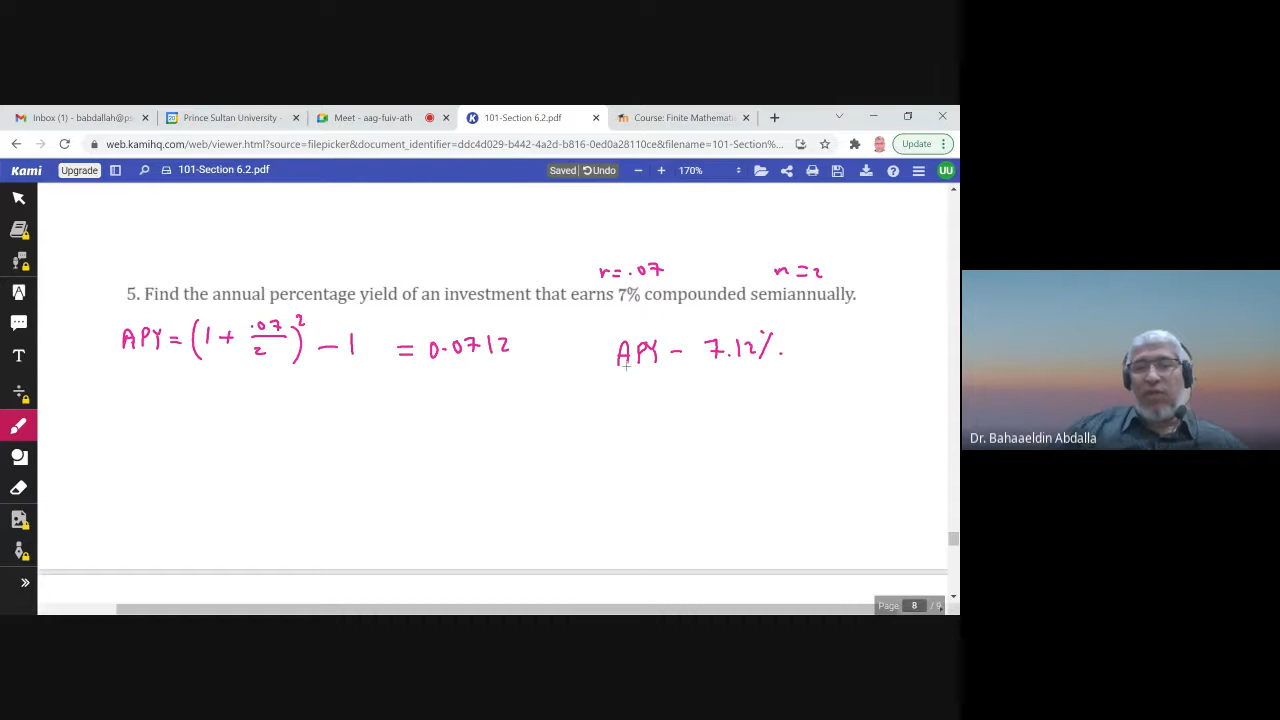 Inbox (1) - babdallah@ps
Prince Sultan University -
Meet - aag-fuiv-ath
101-Section 6.2.pdf
Course: Finite Mathemati
web.kamihq.com/web/viewer.html?source=filepicker&document_identifier=ddc4d029-b442-4a2d-b816-0ed0a28110ce&filename=101-Section%...
Update
Kami
Upgrade
101-Section 6.2.pdf
Saved
Undo
170%
UU
r = .07 n = 2
5. Find the annual percentage yield of an investment that earns 7% compounded semiannually.
APY = (1 + .07/2)^2 - 1 = 0.0712 APY - 7.12%.
Dr. Bahaaeldin Abdalla
Page 8 / 9